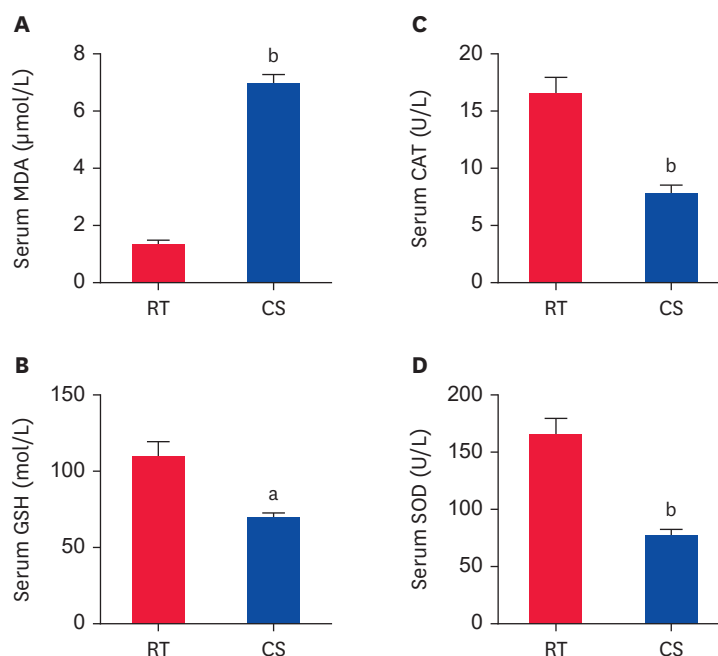 A
Serum MDA (µmol/L)
8
6
4
2
0
b
RT
CS
C
Serum CAT (U/L)
20
15
10
5
0
b
RT
CS
B
Serum GSH (mol/L)
150
100
50
0
a
RT
CS
D
Serum SOD (U/L)
200
150
100
50
0
b
RT
CS